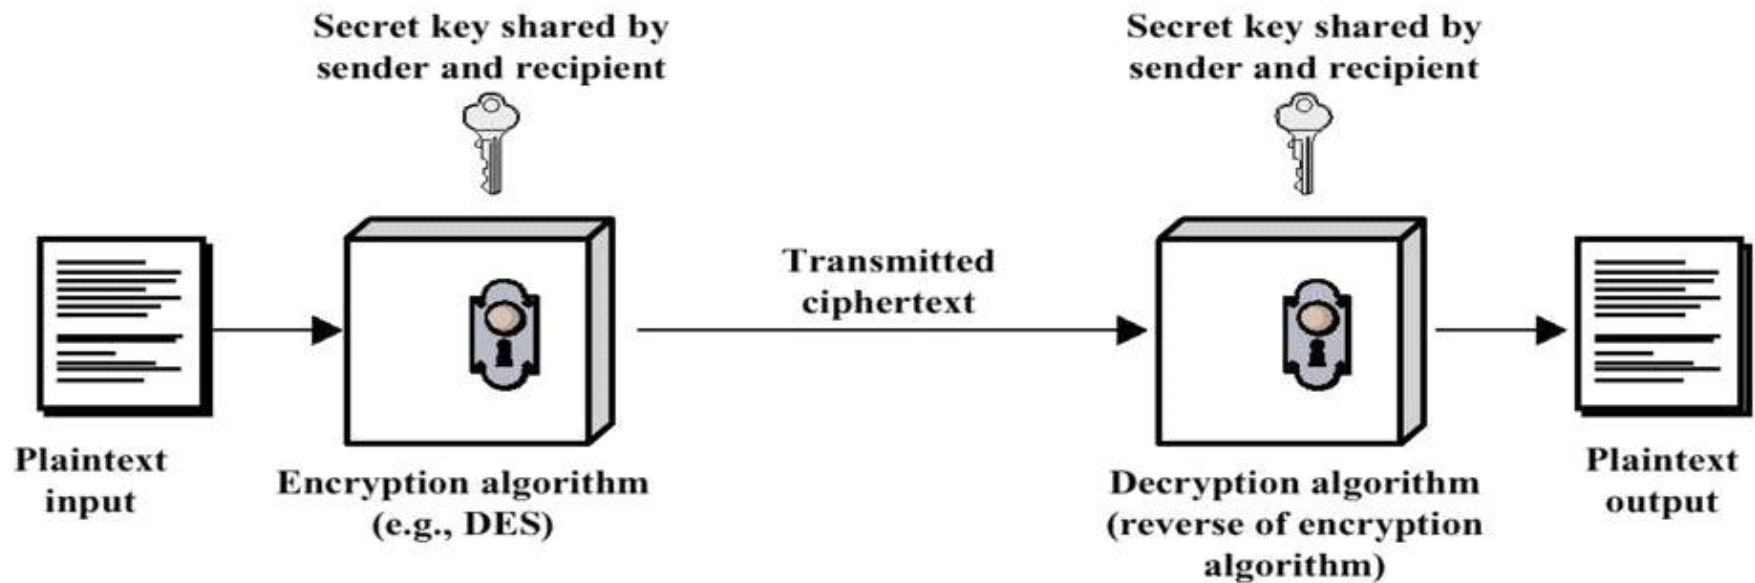 Secret key shared by
sender and recipient
Secret key shared by
sender and recipient
Transmitted
ciphertext
Plaintext
input
Encryption algorithm
(e.g., DES)
Decryption algorithm
(reverse of encryption
algorithm)
Plaintext
output